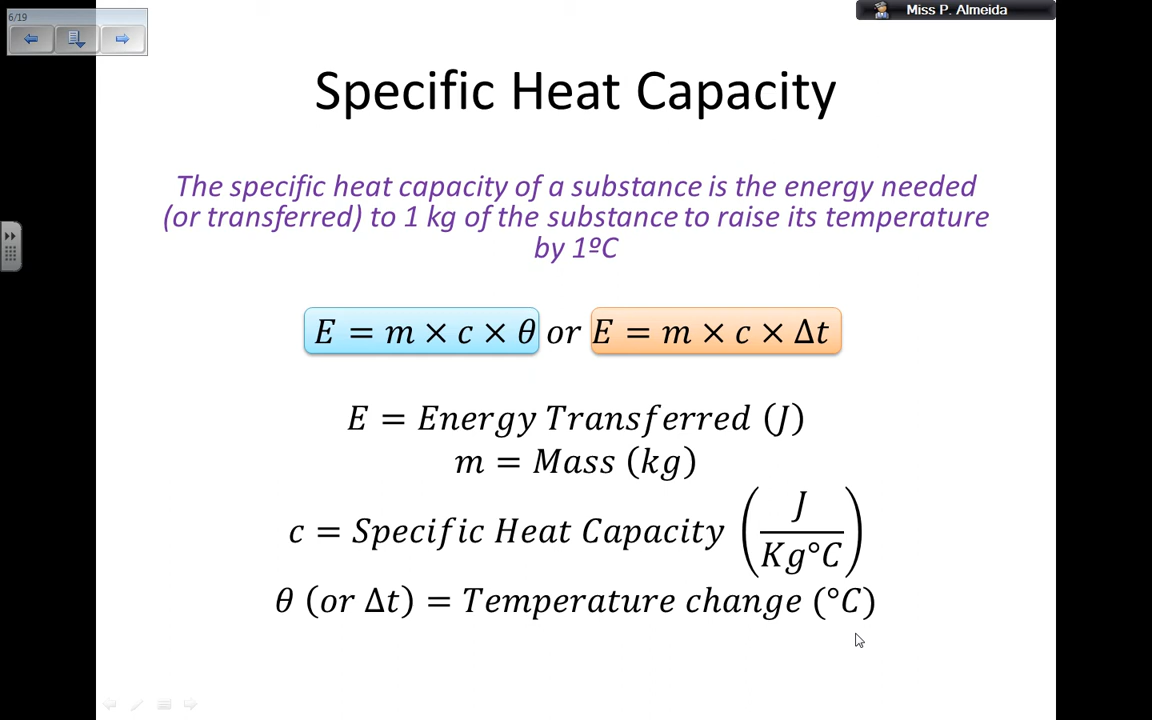 6/19
Miss P. Almeida
Specific Heat Capacity
The specific heat capacity of a substance is the energy needed
(or transferred) to 1 kg of the substance to raise its temperature
by 1ºC
E = m × c × θ or E = m × c × Δt
E = Energy Transferred (J)
m = Mass (kg)
c = Specific Heat Capacity (J/Kg°C)
θ (or Δt) = Temperature change (°C)